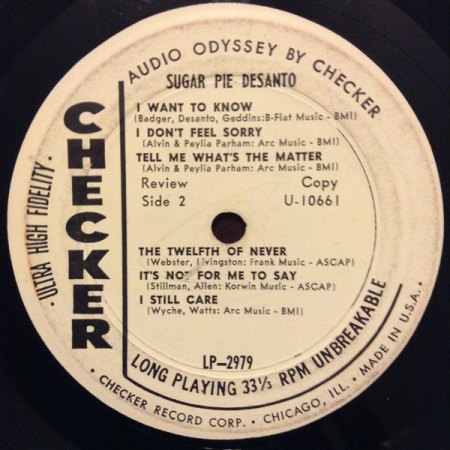 AUDIO ODYSSEY BY CHECKER
SUGAR PIE DESANTO
I WANT TO KNOW
(Badger, Desanto, Geddins:B-Flat Music - BMI)
I DON'T FEEL SORRY
(Alvin & Peylia Parham: Arc Music - BMI)
TELL ME WHAT'S THE MATTER
(Alvin & Peylia Parham: Arc Music - BMI)
Review Copy
Side 2 U-10661
CHECKER
· ULTRA HIGH FIDELITY ·
THE TWELFTH OF NEVER
(Webster, Livingston: Frank Music - ASCAP)
IT'S NOT FOR ME TO SAY
(Stillman, Allen: Korwin Music - ASCAP)
I STILL CARE
(Wyche, Watts: Arc Music - BMI)
LP-2979
LONG PLAYING 33⅓ RPM UNBREAKABLE
· CHECKER RECORD CORP. · CHICAGO, ILL. · MADE IN U.S.A. ·